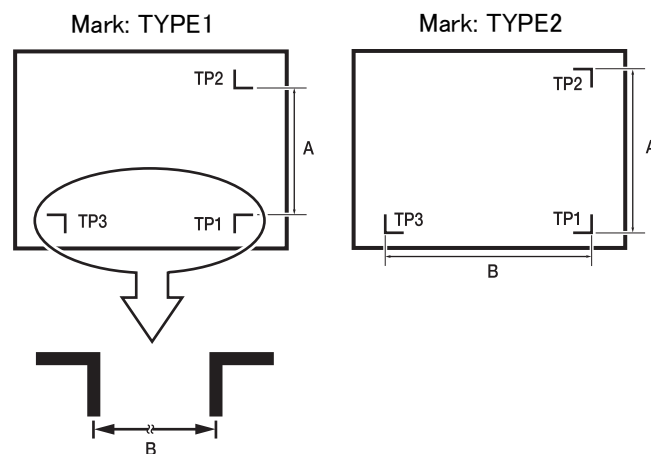 Mark: TYPE1
TP2
A
TP3
TP1
B
Mark: TYPE2
TP2
A
TP3
TP1
B